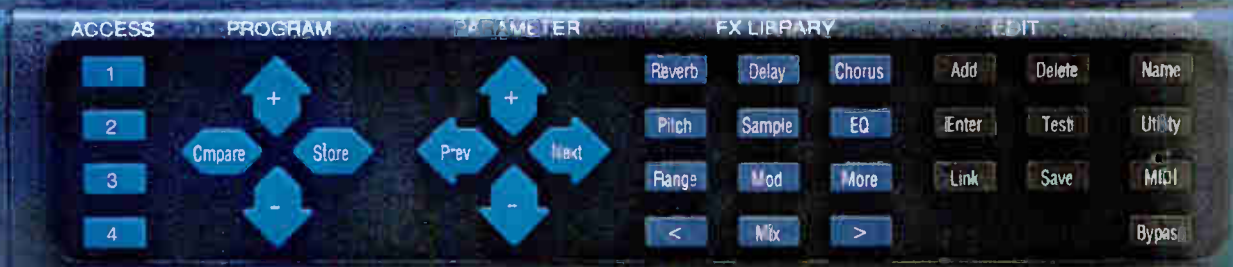 ACCESS PROGRAM PARAMETER FX LIBRARY EDIT
1 + + Reverb Delay Chorus Add Delete Name
2 Cmpare Store Prev Next Pitch Sample EQ Enter Test Utility
3 - - Range Mod More Link Save MIDI
4 < Mix > Bypass